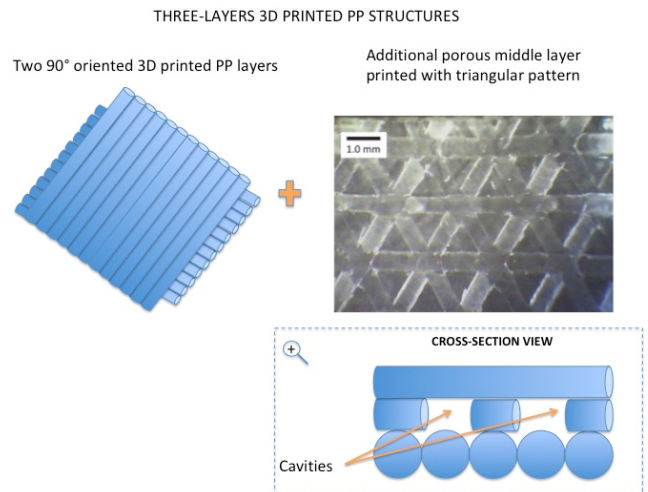 THREE-LAYERS 3D PRINTED PP STRUCTURES
Two 90° oriented 3D printed PP layers
Additional porous middle layer
printed with triangular pattern
1.0 mm
CROSS-SECTION VIEW
Cavities